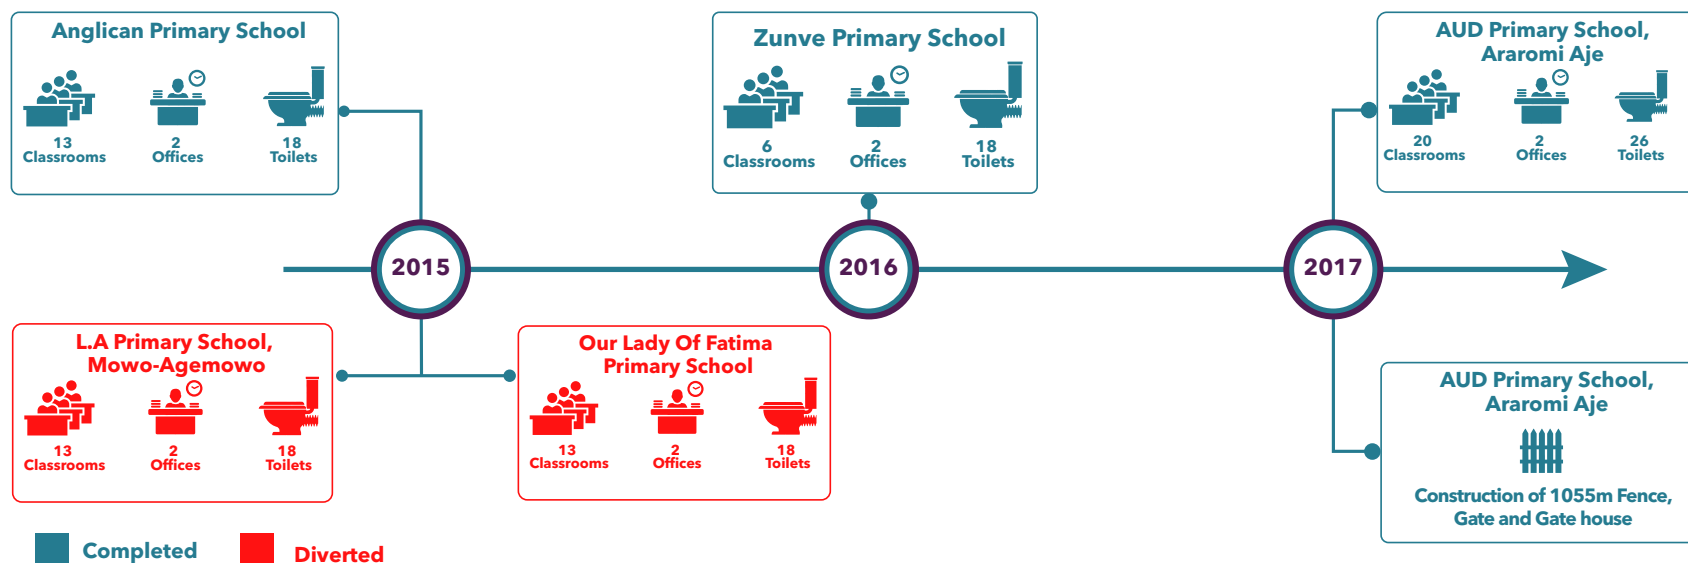 Anglican Primary School
13
Classrooms
2
Offices
18
Toilets
Zunve Primary School
6
Classrooms
2
Offices
18
Toilets
AUD Primary School,
Araromi Aje
20
Classrooms
2
Offices
26
Toilets
2015
2016
2017
L.A Primary School,
Mowo-Agemowo
13
Classrooms
2
Offices
18
Toilets
Our Lady Of Fatima
Primary School
13
Classrooms
2
Offices
18
Toilets
AUD Primary School,
Araromi Aje
Construction of 1055m Fence,
Gate and Gate house
Completed
Diverted